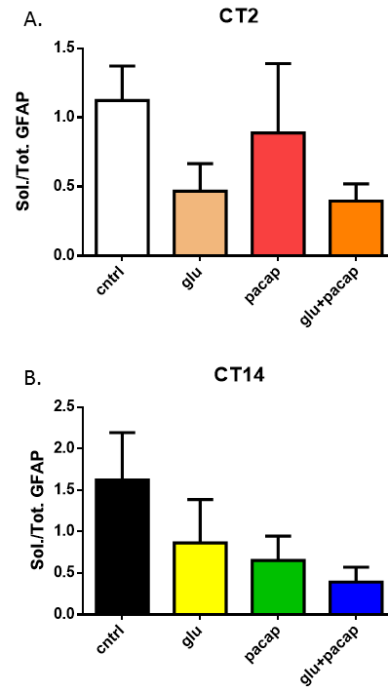 A.
CT2
Sol./Tot. GFAP
1.5
1.0
0.5
0.0
cntrl
glu
pacap
glu+pacap
B.
CT14
Sol./Tot. GFAP
2.5
2.0
1.5
1.0
0.5
0.0
cntrl
glu
pacap
glu+pacap